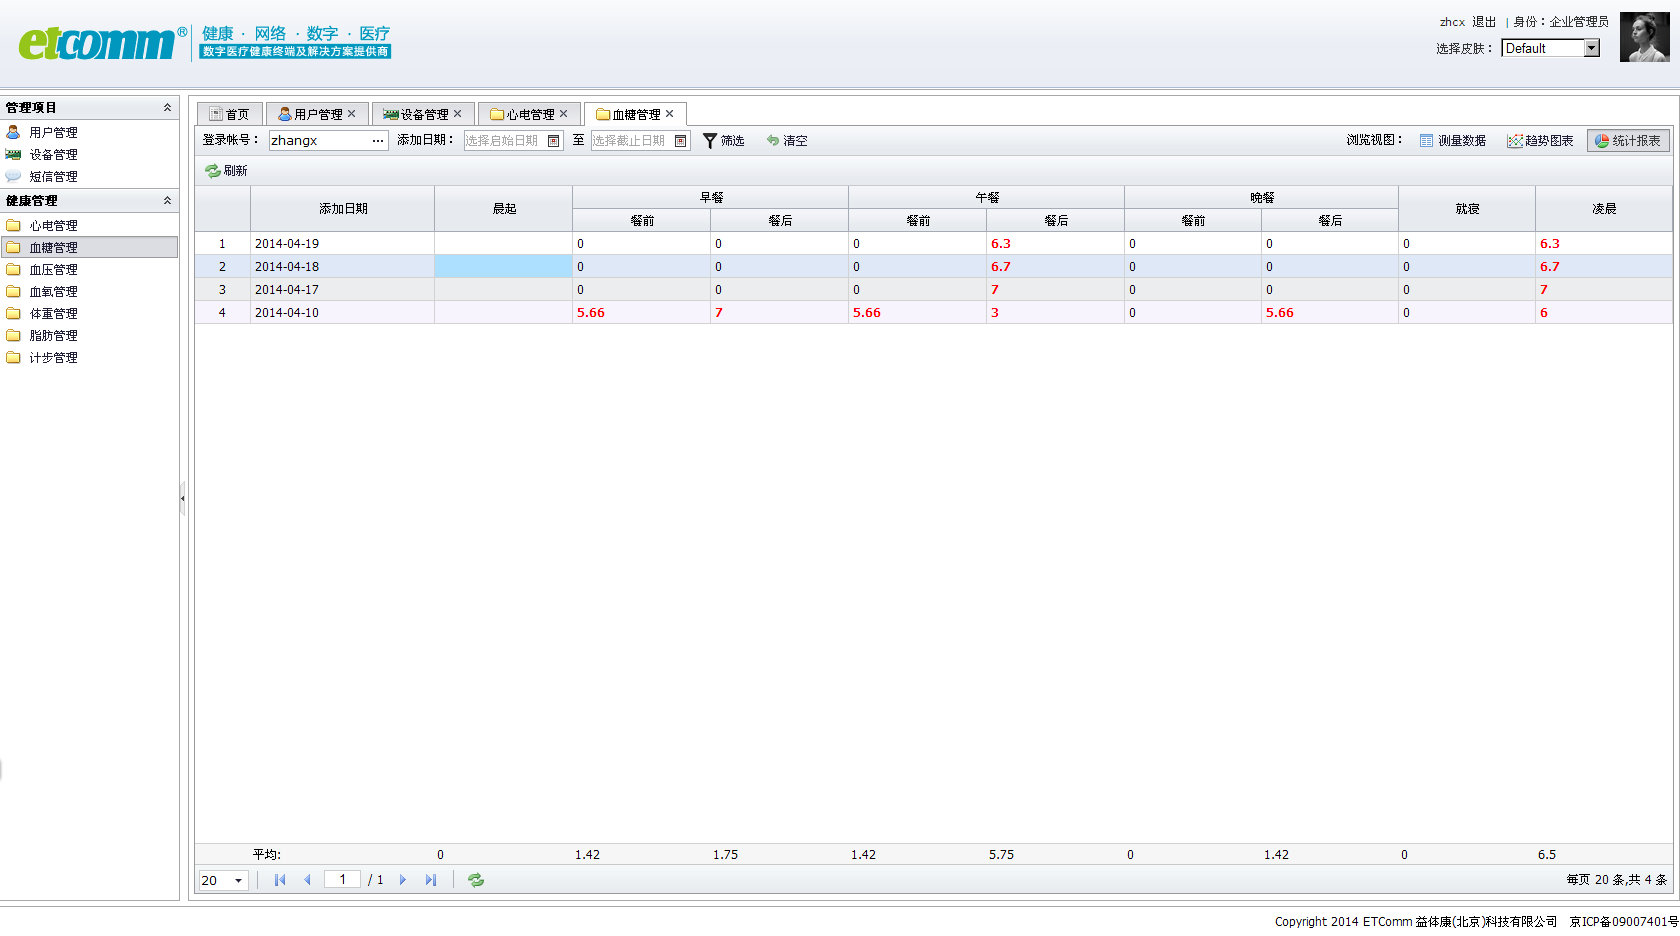 etcomm®
健康 · 网络 · 数字 · 医疗
数字医疗健康终端及解决方案提供商
zhcx 退出 | 身份：企业管理员
选择皮肤： Default
管理项目
用户管理
设备管理
短信管理
健康管理
心电管理
血糖管理
血压管理
血氧管理
体重管理
脂肪管理
计步管理
首页 用户管理 设备管理 心电管理 血糖管理
登录帐号： zhangx 添加日期： 选择启始日期 至 选择截止日期 筛选 清空 浏览视图： 测量数据 趋势图表 统计报表
刷新
添加日期 晨起 早餐 午餐 晚餐 就寝 凌晨
餐前 餐后 餐前 餐后 餐前 餐后
1 2014-04-19 0 0 0 6.3 0 0 0 6.3
2 2014-04-18 0 0 0 6.7 0 0 0 6.7
3 2014-04-17 0 0 0 7 0 0 0 7
4 2014-04-10 5.66 7 5.66 3 0 5.66 0 6
平均: 0 1.42 1.75 1.42 5.75 0 1.42 0 6.5
20 1 / 1 每页 20 条,共 4 条
Copyright 2014 ETComm 益体康(北京)科技有限公司 京ICP备09007401号